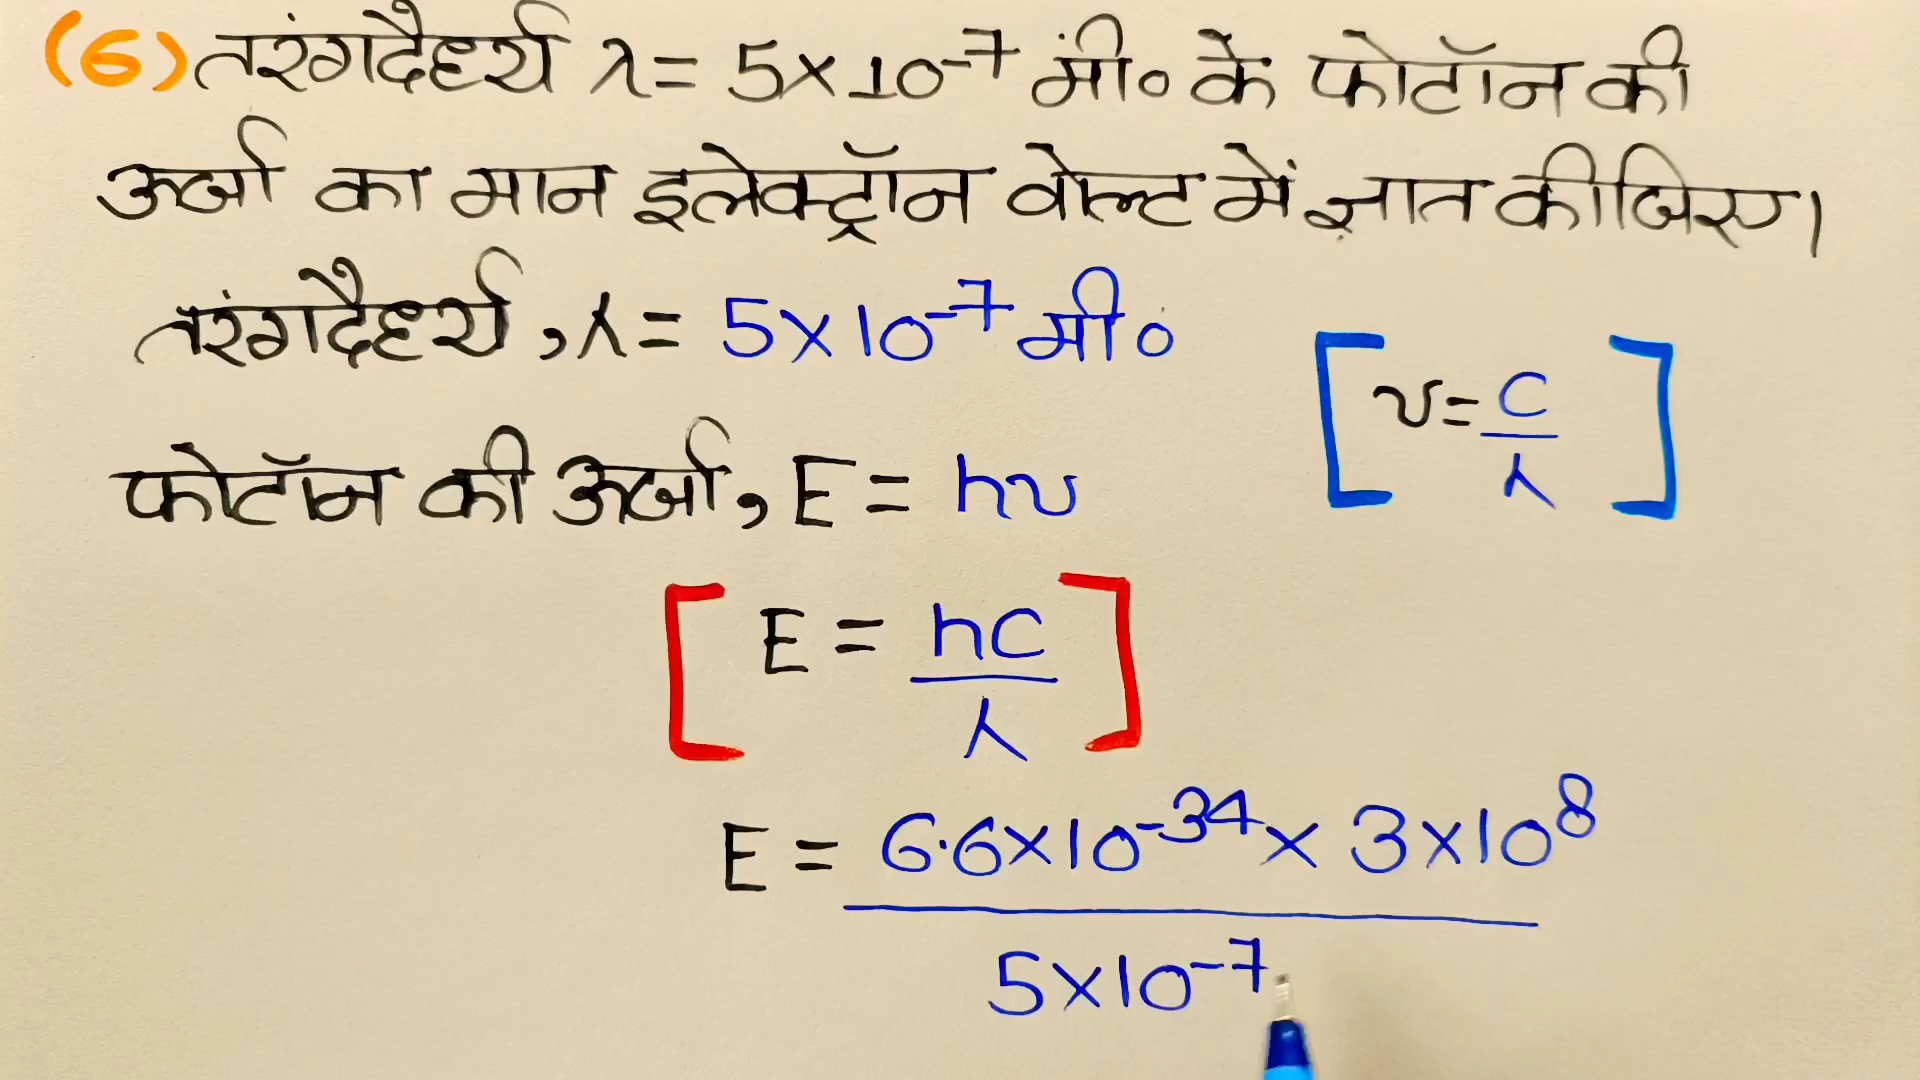 (6) तरंगदैर्ध्य λ = 5×10⁻⁷ मी० के फोटॉन की
ऊर्जा का मान इलेक्ट्रॉन वोल्ट में ज्ञात कीजिए।
तरंगदैर्ध्य, λ = 5×10⁻⁷ मी०
[ν = c/λ]
फोटॉन की ऊर्जा, E = hν
[E = hc/λ]
E = 6.6×10⁻³⁴ × 3×10⁸
5×10⁻⁷